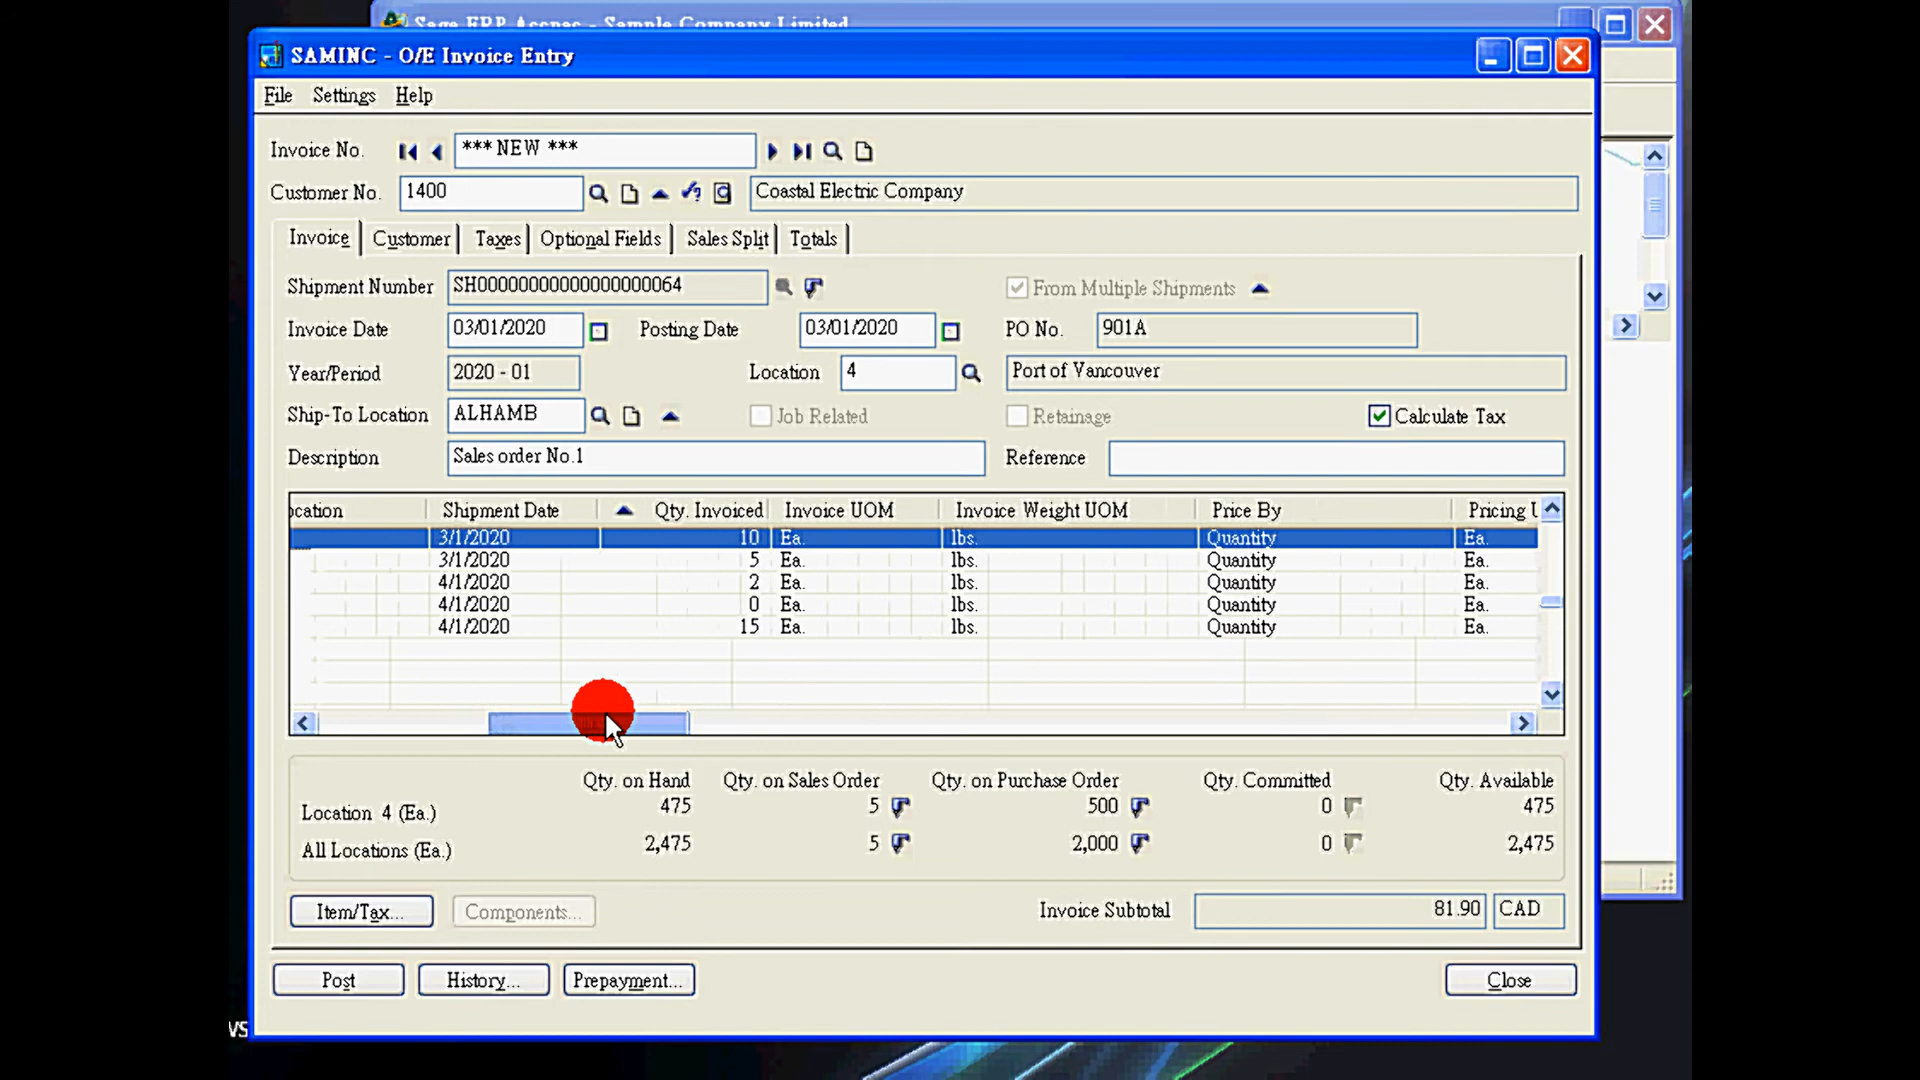 Sage ERP Accpac - Sample Company Limited
SAMINC - O/E Invoice Entry
File Settings Help
Invoice No. *** NEW ***
Customer No. 1400 Coastal Electric Company
Invoice Customer Taxes Optional Fields Sales Split Totals
Shipment Number SH00000000000000000064 From Multiple Shipments
Invoice Date 03/01/2020 Posting Date 03/01/2020 PO No. 901A
Year/Period 2020 - 01 Location 4 Port of Vancouver
Ship-To Location ALHAMB Job Related Retainage Calculate Tax
Description Sales order No.1 Reference
ocation Shipment Date Qty. Invoiced Invoice UOM Invoice Weight UOM Price By Pricing U
3/1/2020 10 Ea. lbs. Quantity Ea.
3/1/2020 5 Ea. lbs. Quantity Ea.
4/1/2020 2 Ea. lbs. Quantity Ea.
4/1/2020 0 Ea. lbs. Quantity Ea.
4/1/2020 15 Ea. lbs. Quantity Ea.
Qty. on Hand Qty. on Sales Order Qty. on Purchase Order Qty. Committed Qty. Available
Location 4 (Ea.) 475 5 500 0 475
All Locations (Ea.) 2,475 5 2,000 0 2,475
Item/Tax... Components... Invoice Subtotal 81.90 CAD
Post History... Prepayment... Close
VS